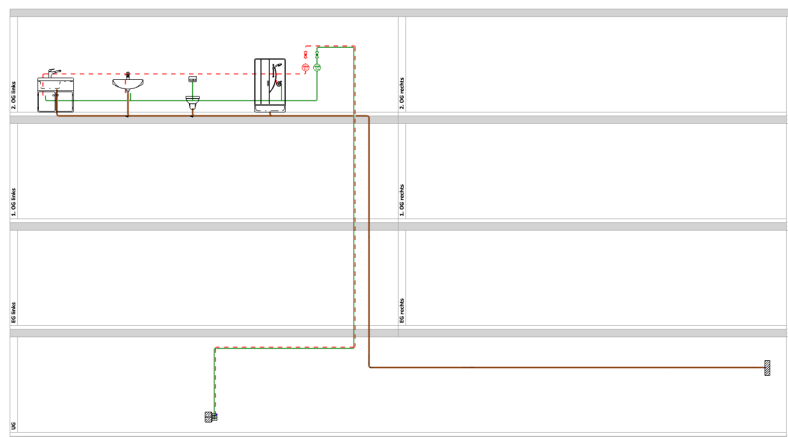 2. OG links
2. OG rechts
1. OG links
1. OG rechts
EG links
EG rechts
UG